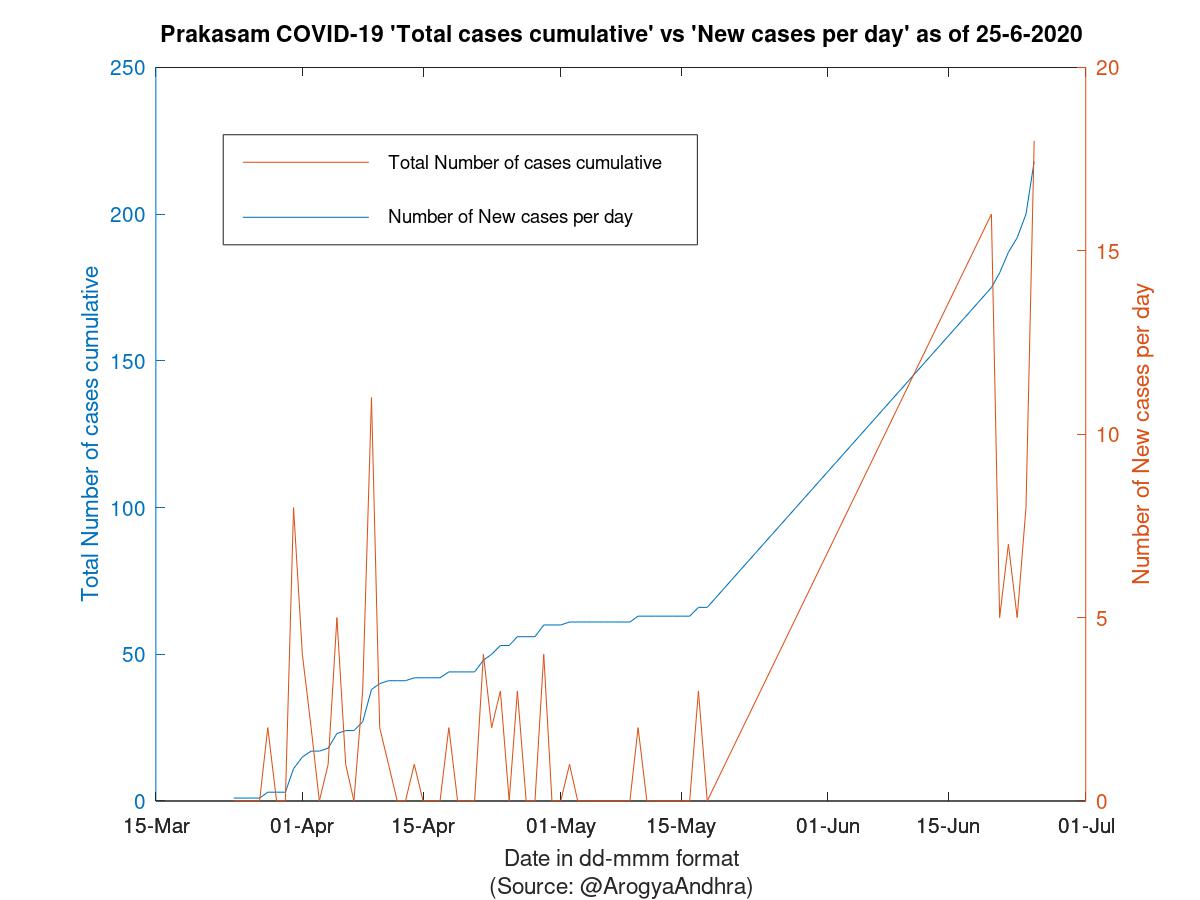 Prakasam COVID-19 'Total cases cumulative' vs 'New cases per day' as of 25-6-2020
250
200
150
100
50
0
Total Number of cases cumulative
20
15
10
5
0
Number of New cases per day
Total Number of cases cumulative
Number of New cases per day
15-Mar 01-Apr 15-Apr 01-May 15-May 01-Jun 15-Jun 01-Jul
Date in dd-mmm format
(Source: @ArogyaAndhra)